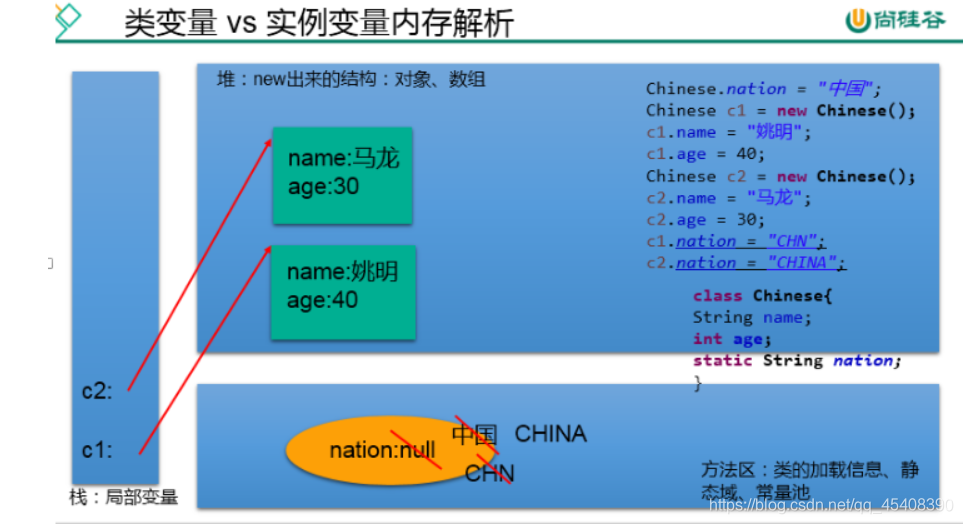 类变量 vs 实例变量内存解析
尚硅谷
堆：new出来的结构：对象、数组
name:马龙
age:30
name:姚明
age:40
Chinese.nation = "中国";
Chinese c1 = new Chinese();
c1.name = "姚明";
c1.age = 40;
Chinese c2 = new Chinese();
c2.name = "马龙";
c2.age = 30;
c1.nation = "CHN";
c2.nation = "CHINA";
class Chinese{
String name;
int age;
static String nation;
}
c2:
c1:
栈：局部变量
nation:null
中国
CHINA
CHN
方法区：类的加载信息、静
态域、常量池
https://blog.csdn.net/qq_45408390